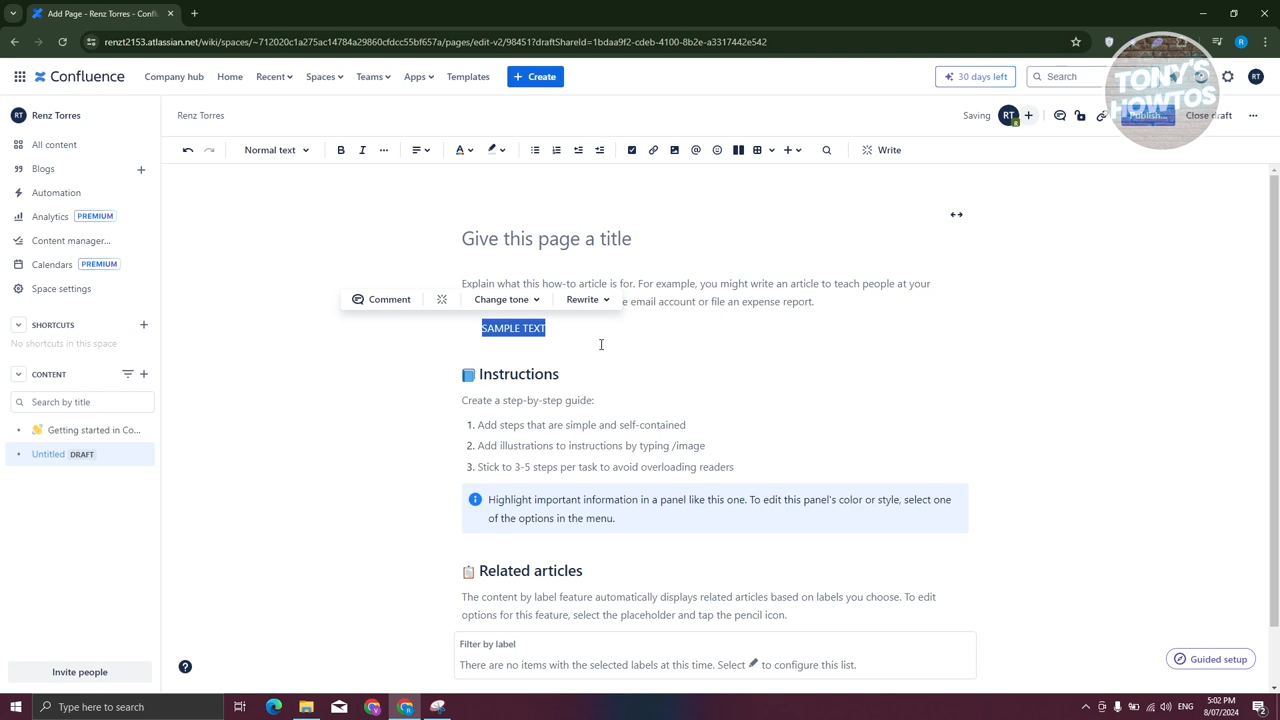 Add Page - Renz Torres - Conf
renzt2153.atlassian.net/wiki/spaces/~712020c1a275ac14784a29860cfdcc55bf657a/pages/edit-v2/98451?draftShareId=1bdaa9f2-cdeb-4100-8b2e-a3317442e542
Confluence
Company hub
Home
Recent
Spaces
Teams
Apps
Templates
+ Create
30 days left
Search
RT
TONY'S
HOWTOS
RT Renz Torres
Renz Torres
Saving
RT
Publish...
Close draft
All content
Normal text
B
I
A
Write
Blogs
Automation
Analytics PREMIUM
Content manager...
Calendars PREMIUM
Space settings
Give this page a title
Explain what this how-to article is for. For example, you might write an article to teach people at your
e email account or file an expense report.
Comment
Change tone
Rewrite
SAMPLE TEXT
SHORTCUTS
No shortcuts in this space
CONTENT
Search by title
Getting started in Co...
Untitled DRAFT
Instructions
Create a step-by-step guide:
1. Add steps that are simple and self-contained
2. Add illustrations to instructions by typing /image
3. Stick to 3-5 steps per task to avoid overloading readers
Highlight important information in a panel like this one. To edit this panel's color or style, select one
of the options in the menu.
Related articles
The content by label feature automatically displays related articles based on labels you choose. To edit
options for this feature, select the placeholder and tap the pencil icon.
Filter by label
There are no items with the selected labels at this time. Select to configure this list.
Invite people
Guided setup
Type here to search
5:02 PM
8/07/2024